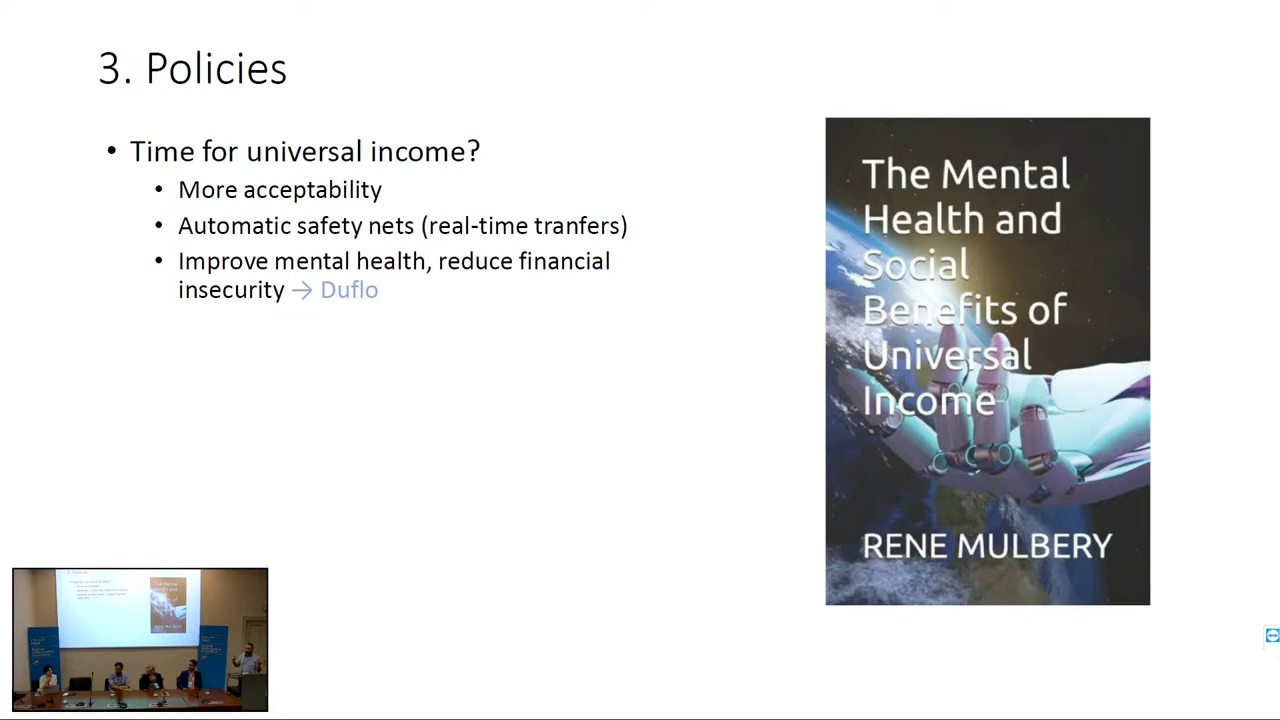 3. Policies
• Time for universal income?
• More acceptability
• Automatic safety nets (real-time tranfers)
• Improve mental health, reduce financial
insecurity → Duflo
The Mental
Health and
Social
Benefits of
Universal
Income
RENE MULBERY